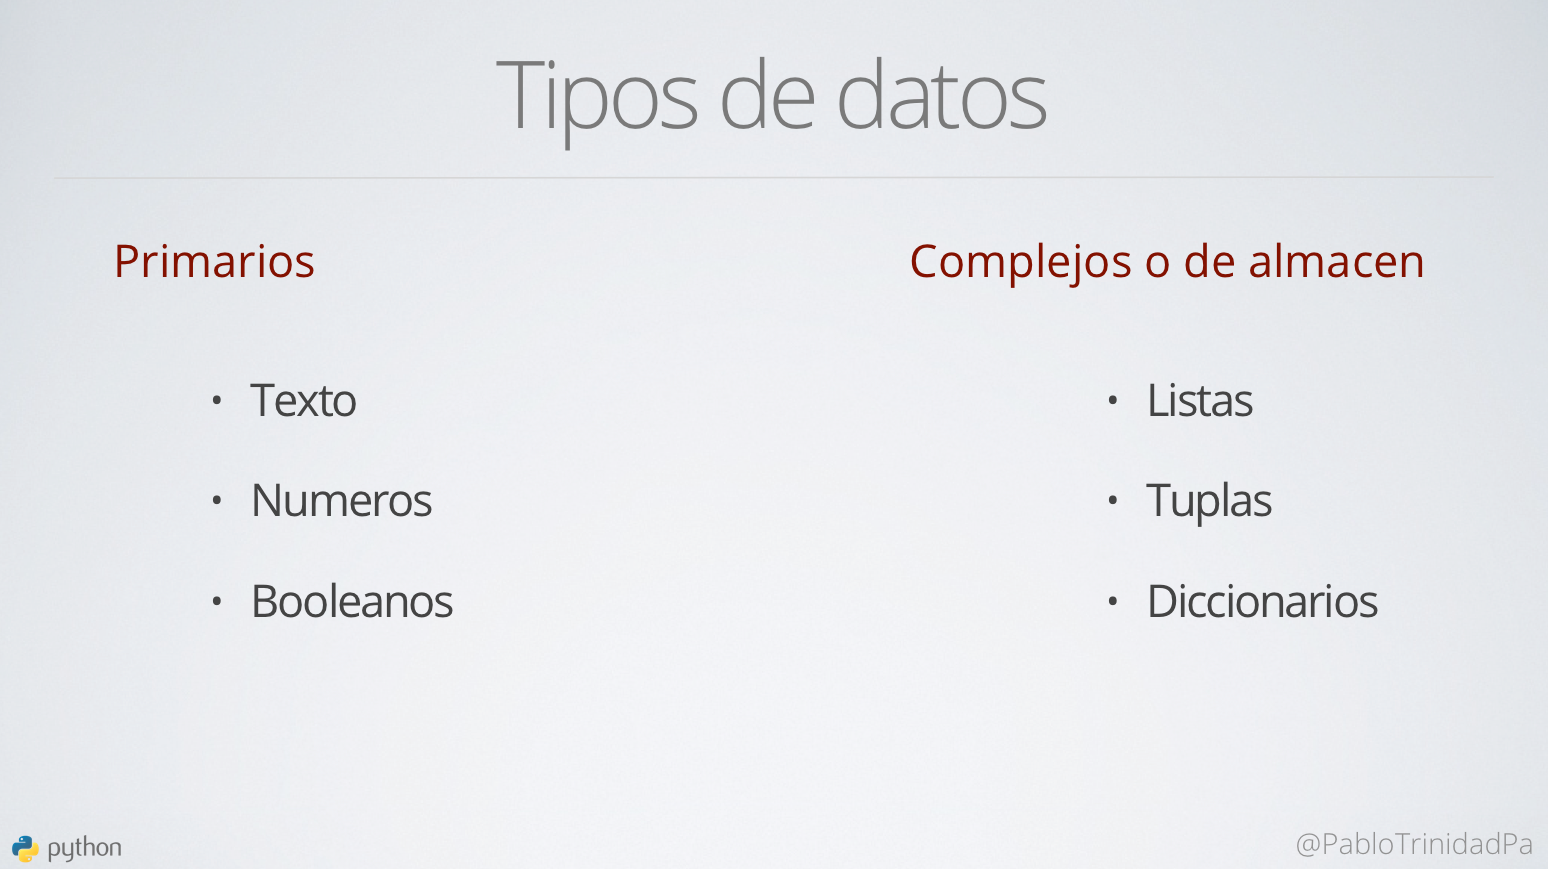 Tipos de datos
Primarios
• Texto
• Numeros
• Booleanos
Complejos o de almacen
• Listas
• Tuplas
• Diccionarios
python
@PabloTrinidadPa